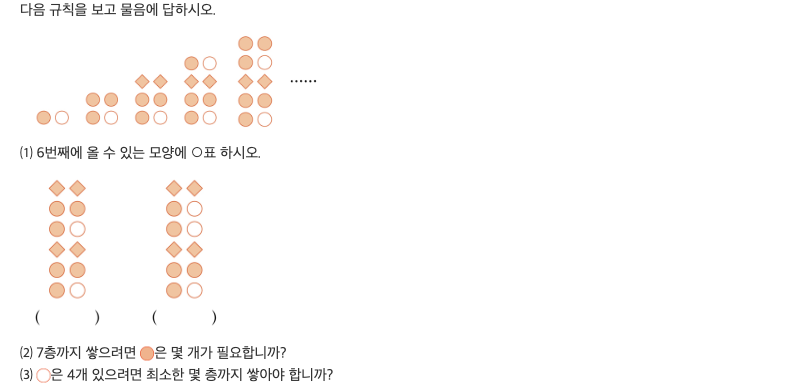 다음 규칙을 보고 물음에 답하시오.
······
(1) 6번째에 올 수 있는 모양에 ○표 하시오.
( ) ( )
(2) 7층까지 쌓으려면 은 몇 개가 필요합니까?
(3) 은 4개 있으려면 최소한 몇 층까지 쌓아야 합니까?